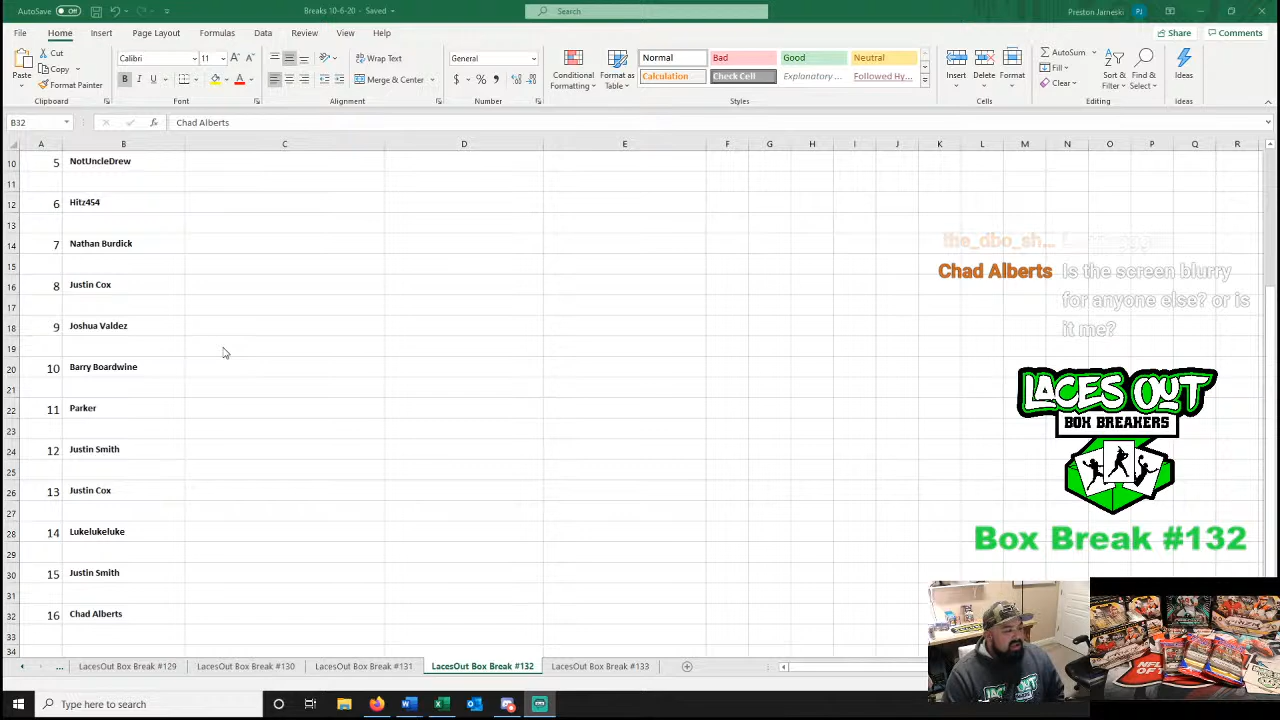 AutoSave Off Breaks 10-6-20 - Saved Search Preston Jameski PJ
File Home Insert Page Layout Formulas Data Review View Help Share Comments
Paste Cut Copy Format Painter Clipboard
Calibri 11 B I U A Font
Wrap Text Merge & Center Alignment
General $ % Number
Conditional Formatting Format as Table
Normal Bad Good Neutral
Calculation Check Cell Explanatory ... Followed Hy...
Styles
Insert Delete Format Cells
AutoSum Fill Clear Sort & Filter Find & Select Editing
Ideas Ideas
B32 fx Chad Alberts
A B C D E F G H I J K L M N O P Q R
10 5 NotUncleDrew
11
12 6 Hitz454
13
14 7 Nathan Burdick
15
16 8 Justin Cox
17
18 9 Joshua Valdez
19
20 10 Barry Boardwine
21
22 11 Parker
23
24 12 Justin Smith
25
26 13 Justin Cox
27
28 14 Lukelukeluke
29
30 15 Justin Smith
31
32 16 Chad Alberts
33
34
the_dbo_sh...
Chad Alberts Is the screen blurry
for anyone else? or is
it me?
LACES OUT
BOX BREAKERS
Box Break #132
... LacesOut Box Break #129 LacesOut Box Break #130 LacesOut Box Break #131 LacesOut Box Break #132 LacesOut Box Break #133
Type here to search